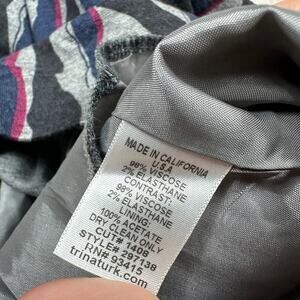 MADE IN CALIFORNIA
U.S.A
98% VISCOSE
2% ELASTHANE
CONTRAST:
98% VISCOSE
2% ELASTHANE
LINING:
100% ACETATE
DRY CLEAN ONLY
CUT# 1408
STYLE# 297138
RN# 93415
trinaturk.com